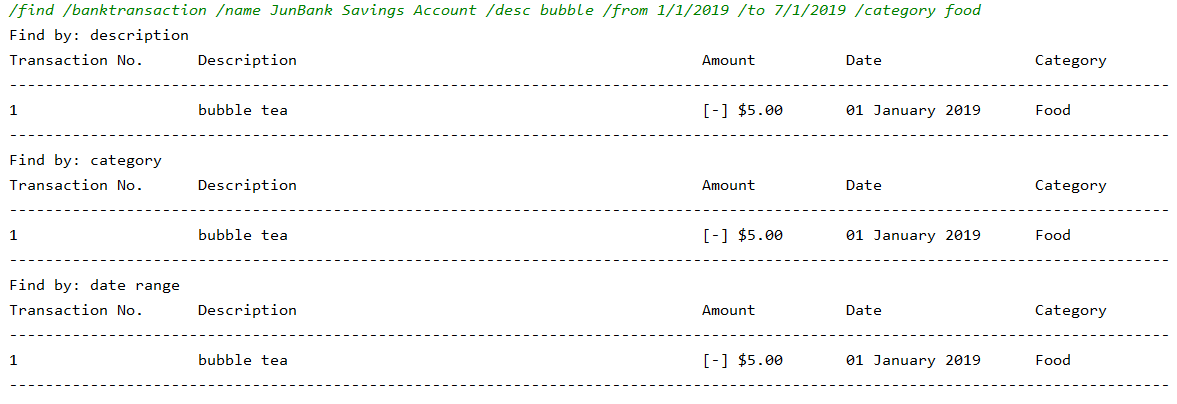 /find /banktransaction /name JunBank Savings Account /desc bubble /from 1/1/2019 /to 7/1/2019 /category food
Find by: description
Transaction No. Description Amount Date Category
---------------------------------------------------------------------------------------------------------------------------------
1 bubble tea [-] $5.00 01 January 2019 Food
---------------------------------------------------------------------------------------------------------------------------------
Find by: category
Transaction No. Description Amount Date Category
---------------------------------------------------------------------------------------------------------------------------------
1 bubble tea [-] $5.00 01 January 2019 Food
---------------------------------------------------------------------------------------------------------------------------------
Find by: date range
Transaction No. Description Amount Date Category
---------------------------------------------------------------------------------------------------------------------------------
1 bubble tea [-] $5.00 01 January 2019 Food
---------------------------------------------------------------------------------------------------------------------------------